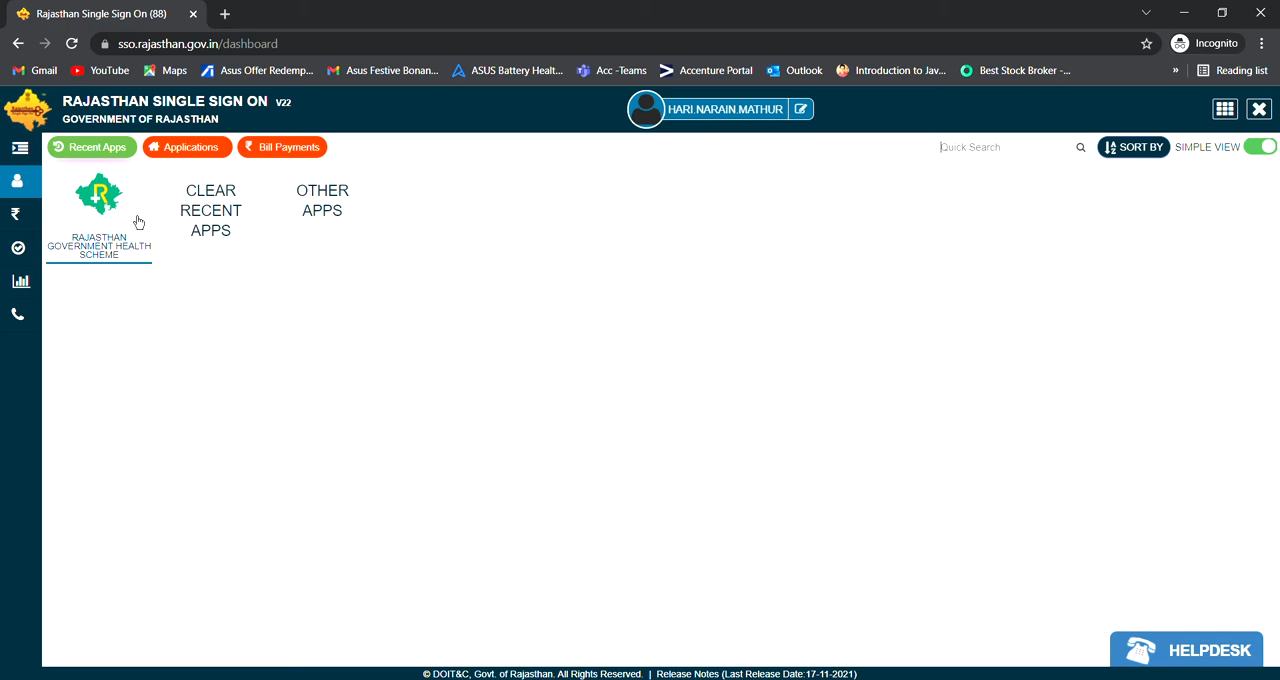 Rajasthan Single Sign On (88)
sso.rajasthan.gov.in/dashboard
Incognito
Gmail
YouTube
Maps
Asus Offer Redemp...
Asus Festive Bonan...
ASUS Battery Healt...
Acc -Teams
Accenture Portal
Outlook
Introduction to Jav...
Best Stock Broker -...
»
Reading list
RAJASTHAN SINGLE SIGN ON V22
GOVERNMENT OF RAJASTHAN
HARI.NARAIN.MATHUR
Recent Apps
Applications
₹ Bill Payments
Quick Search
SORT BY
SIMPLE VIEW
₹
R
RAJASTHAN
GOVERNMENT HEALTH
SCHEME
CLEAR
RECENT
APPS
OTHER
APPS
HELPDESK
© DOIT&C, Govt. of Rajasthan. All Rights Reserved. | Release Notes (Last Release Date:17-11-2021)